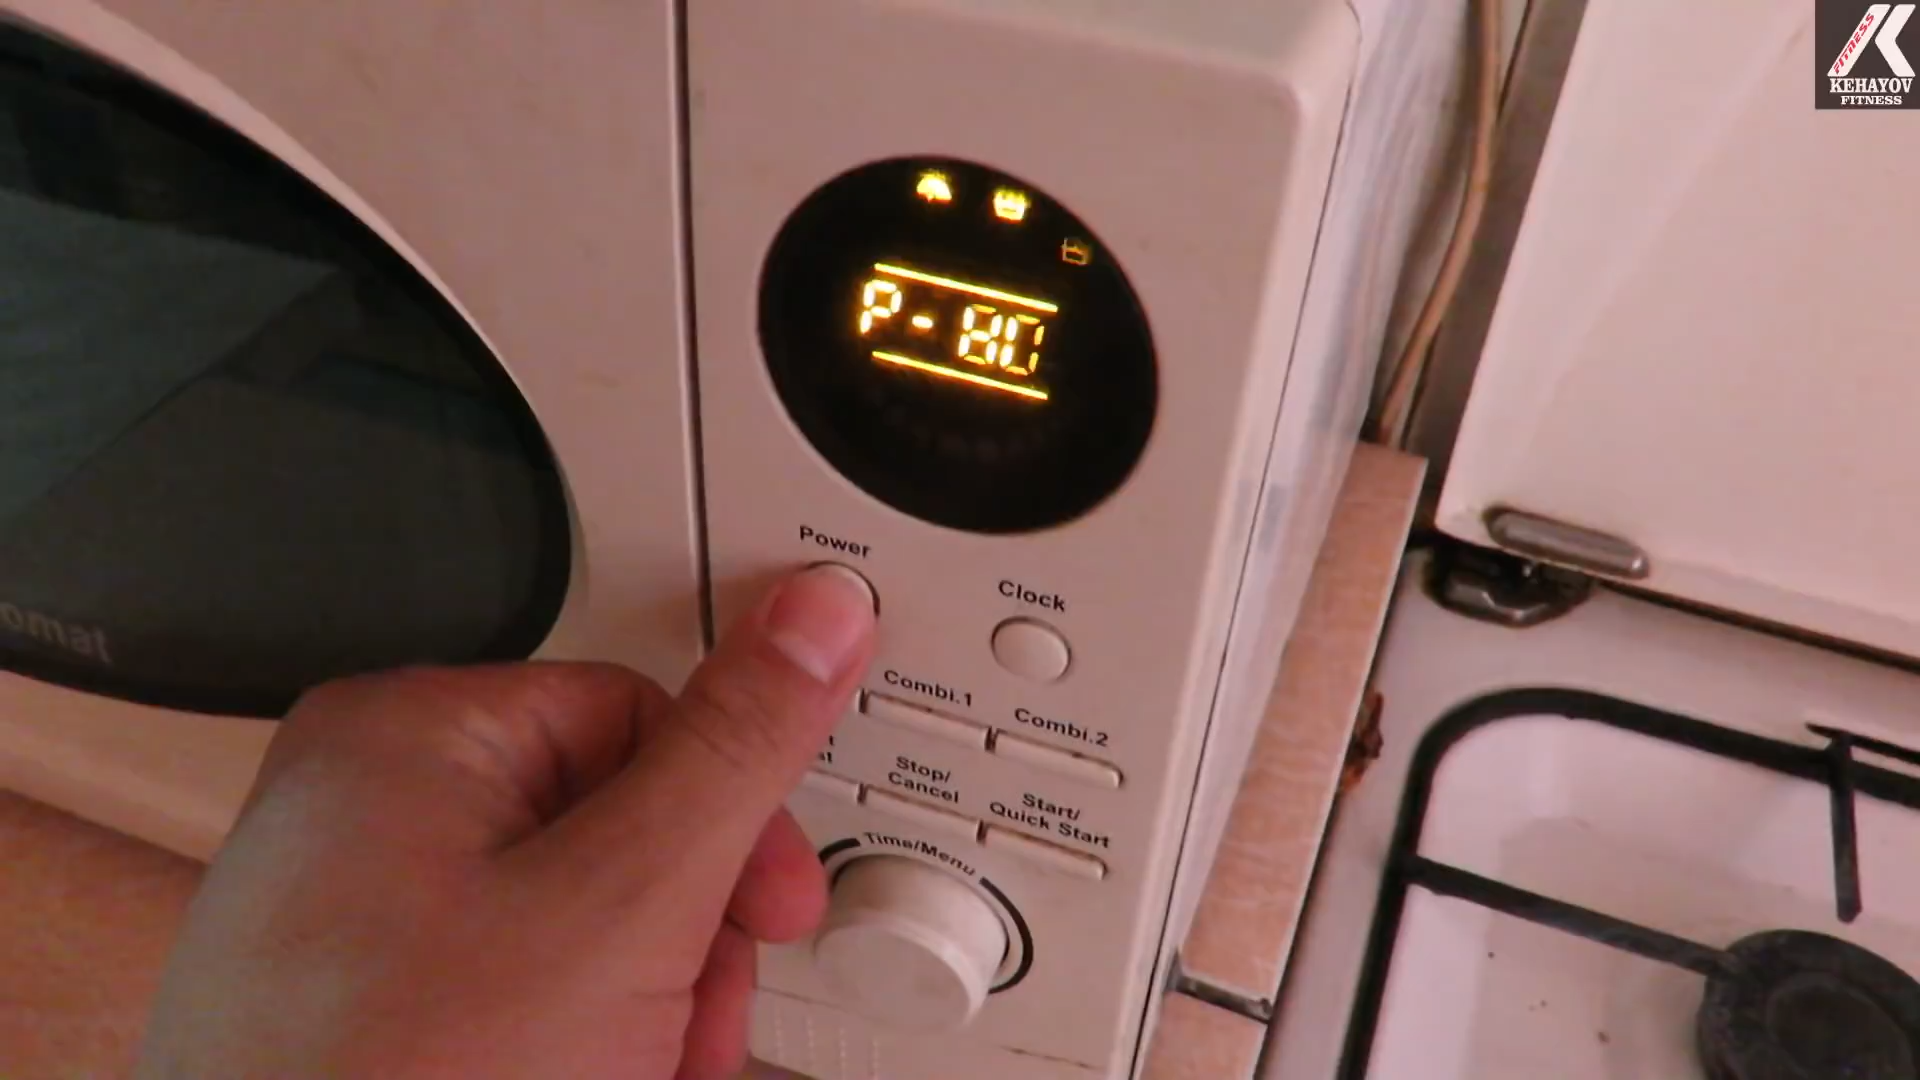 FITNESS
K
KEHAYOV
FITNESS
P-80
Power
Clock
Combi.1
Combi.2
Stop/
Cancel
Start/
Quick Start
Time/Menu
omat